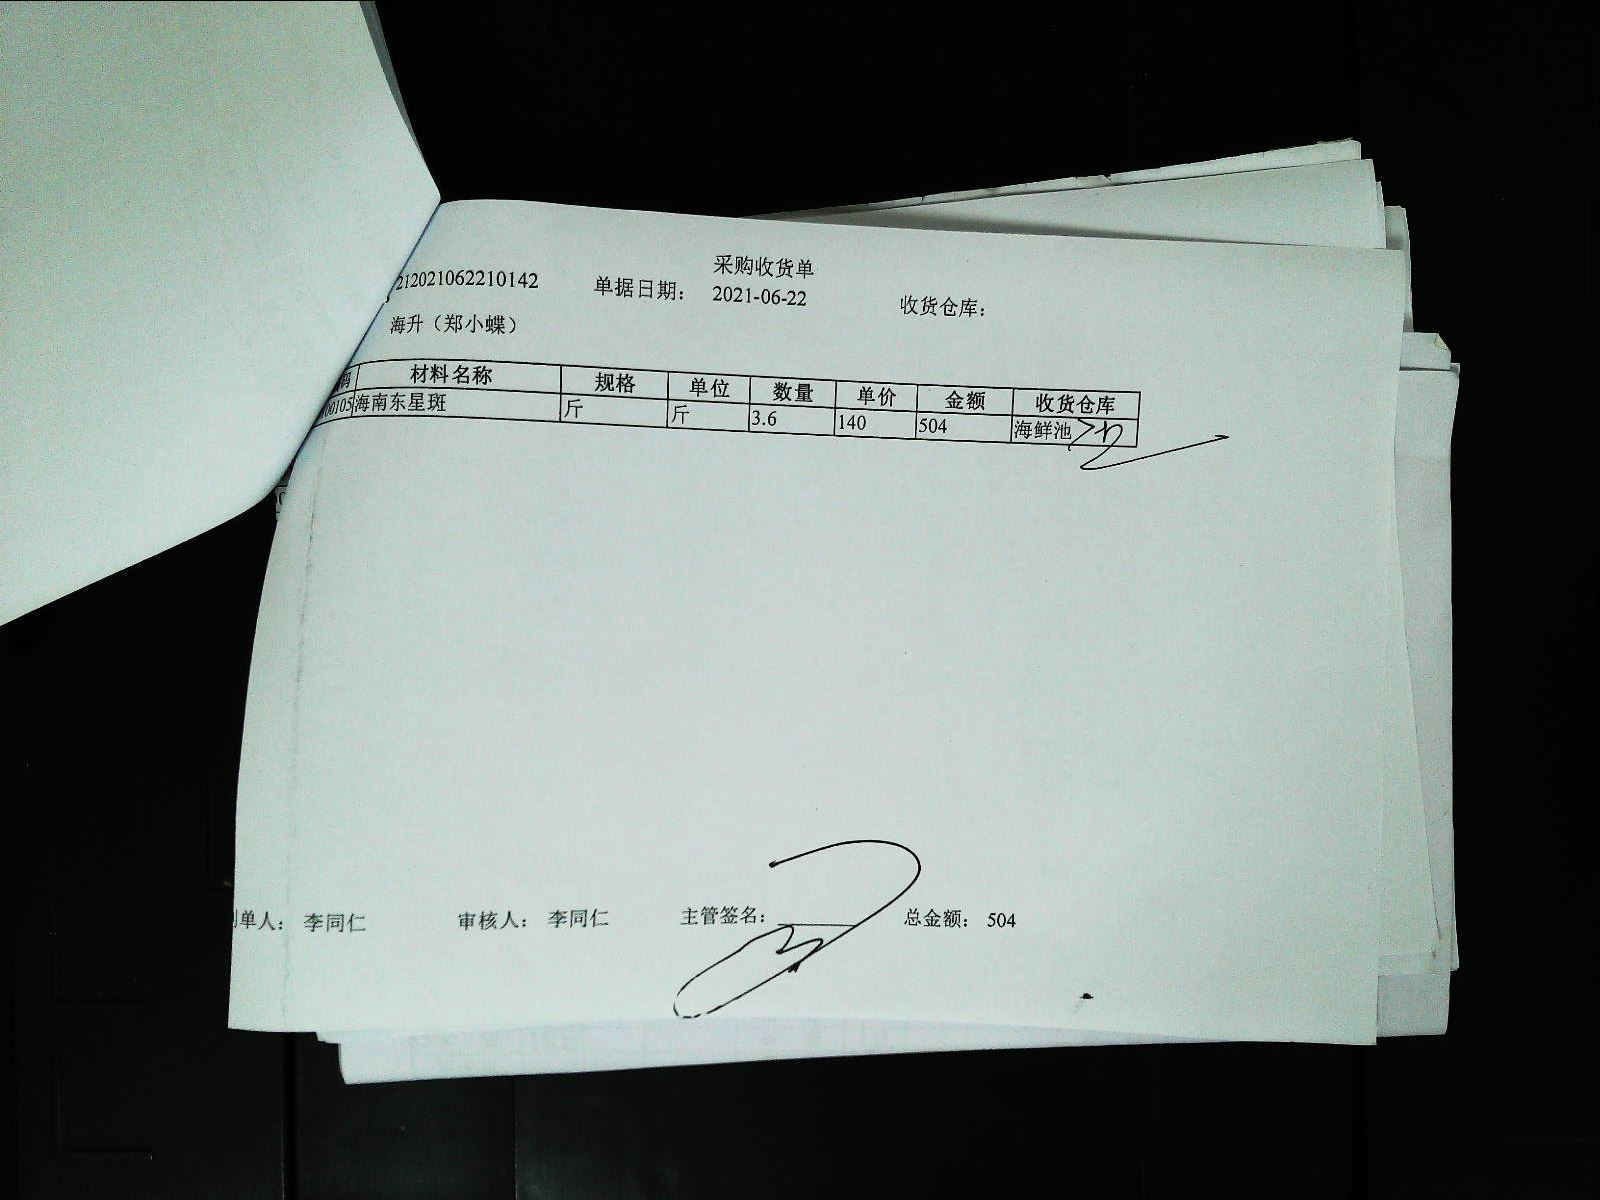 采购收货单
212021062210142 单据日期: 2021-06-22 收货仓库:
海升（郑小蝶）
码 材料名称 规格 单位 数量 单价 金额 收货仓库
00105 海南东星斑 斤 斤 3.6 140 504 海鲜池
单人: 李同仁 审核人: 李同仁 主管签名: 总金额: 504